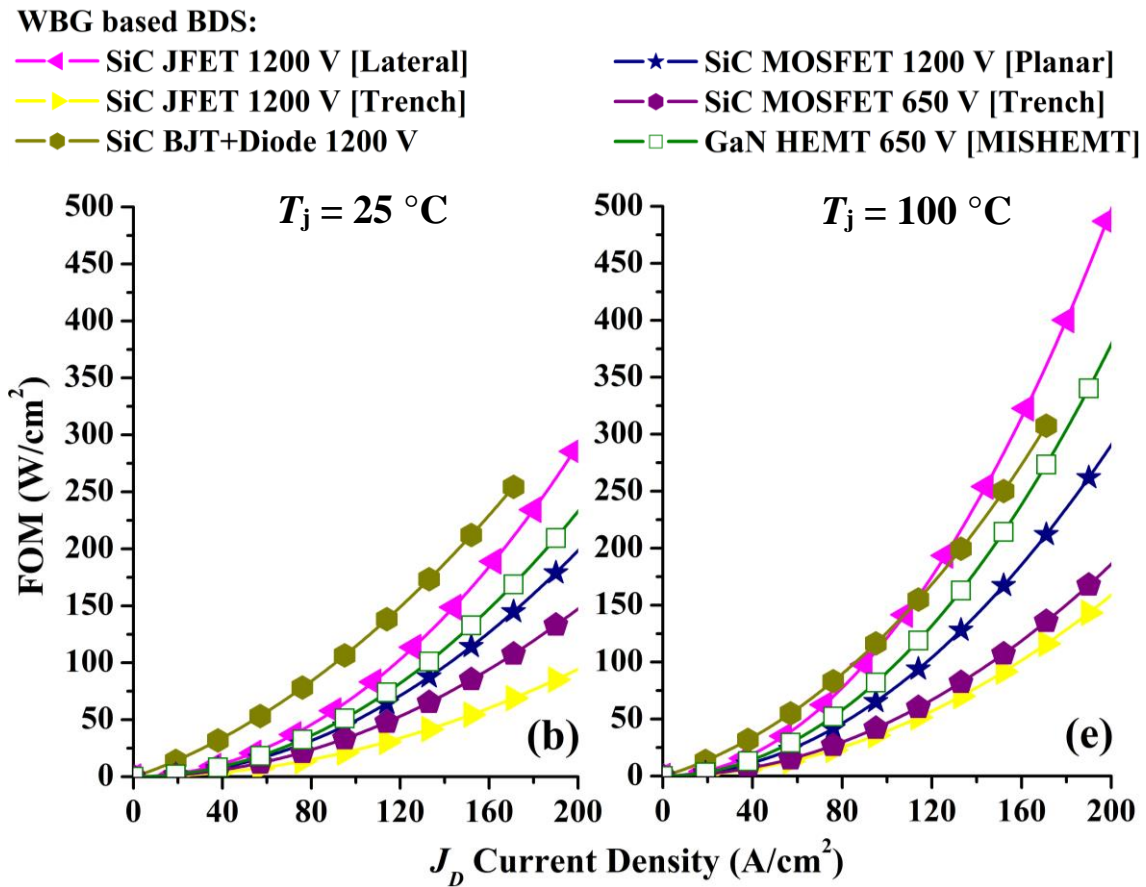 WBG based BDS:
SiC JFET 1200 V [Lateral]
SiC JFET 1200 V [Trench]
SiC BJT+Diode 1200 V
SiC MOSFET 1200 V [Planar]
SiC MOSFET 650 V [Trench]
GaN HEMT 650 V [MISHEMT]
FOM (W/cm²)
T_j = 25 °C
500
450
400
350
300
250
200
150
100
50
0
0 40 80 120 160 200
(b)
T_j = 100 °C
500
450
400
350
300
250
200
150
100
50
0
0 40 80 120 160 200
(e)
J_D Current Density (A/cm²)